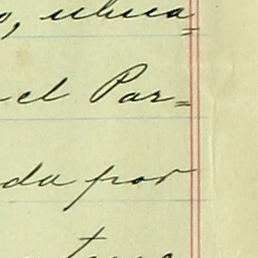 o, ubica=
el Par=
da por